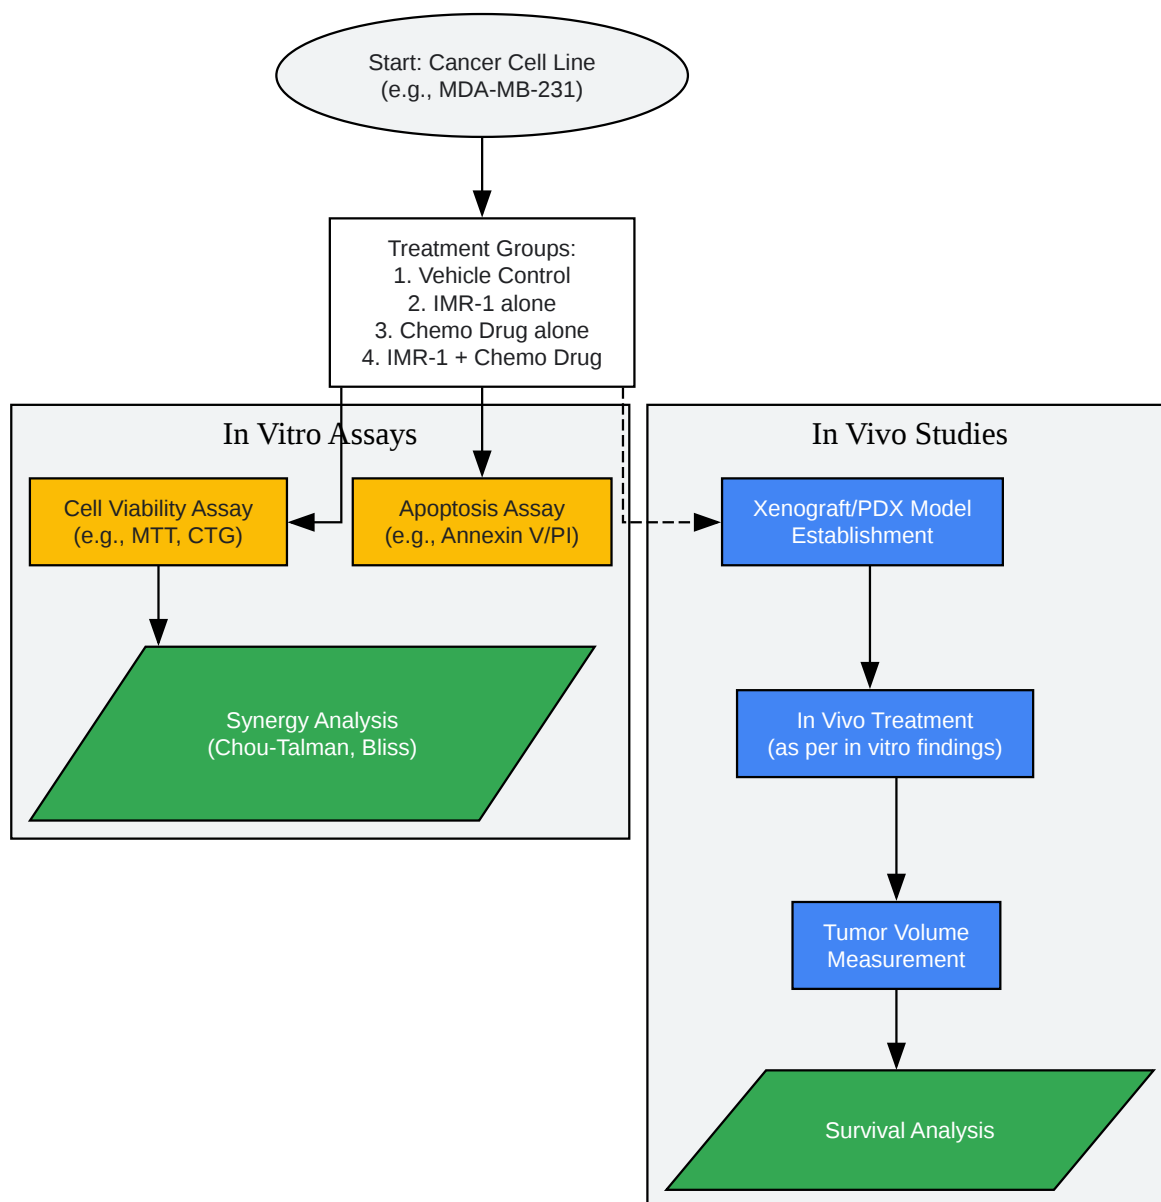 Start: Cancer Cell Line
(e.g., MDA-MB-231)
Treatment Groups:
1. Vehicle Control
2. IMR-1 alone
3. Chemo Drug alone
4. IMR-1 + Chemo Drug
In Vitro Assays
Cell Viability Assay
(e.g., MTT, CTG)
Apoptosis Assay
(e.g., Annexin V/PI)
Synergy Analysis
(Chou-Talman, Bliss)
In Vivo Studies
Xenograft/PDX Model
Establishment
In Vivo Treatment
(as per in vitro findings)
Tumor Volume
Measurement
Survival Analysis